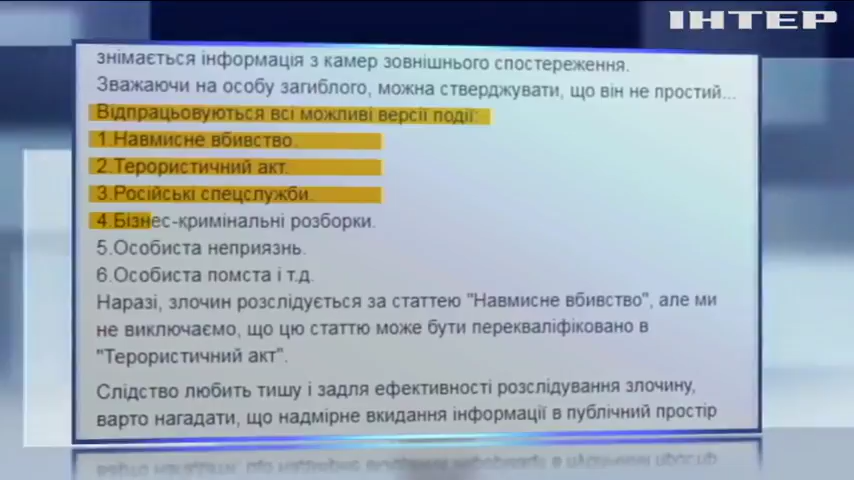 ІНТЕР
знімається інформація з камер зовнішнього спостереження.
Зважаючи на особу загиблого, можна стверджувати, що він не простий...
Відпрацьовуються всі можливі версії події:
1.Навмисне вбивство.
2.Терористичний акт.
3.Російські спецслужби.
4.Бізнес-кримінальні розборки.
5.Особиста неприязнь.
6.Особиста помста і т.д.
Наразі, злочин розслідується за статтею "Навмисне вбивство", але ми
не виключаємо, що цю статтю може бути перекваліфіковано в
"Терористичний акт".
Слідство любить тишу і задля ефективності розслідування злочину,
варто нагадати, що надмірне вкидання інформації в публічний простір